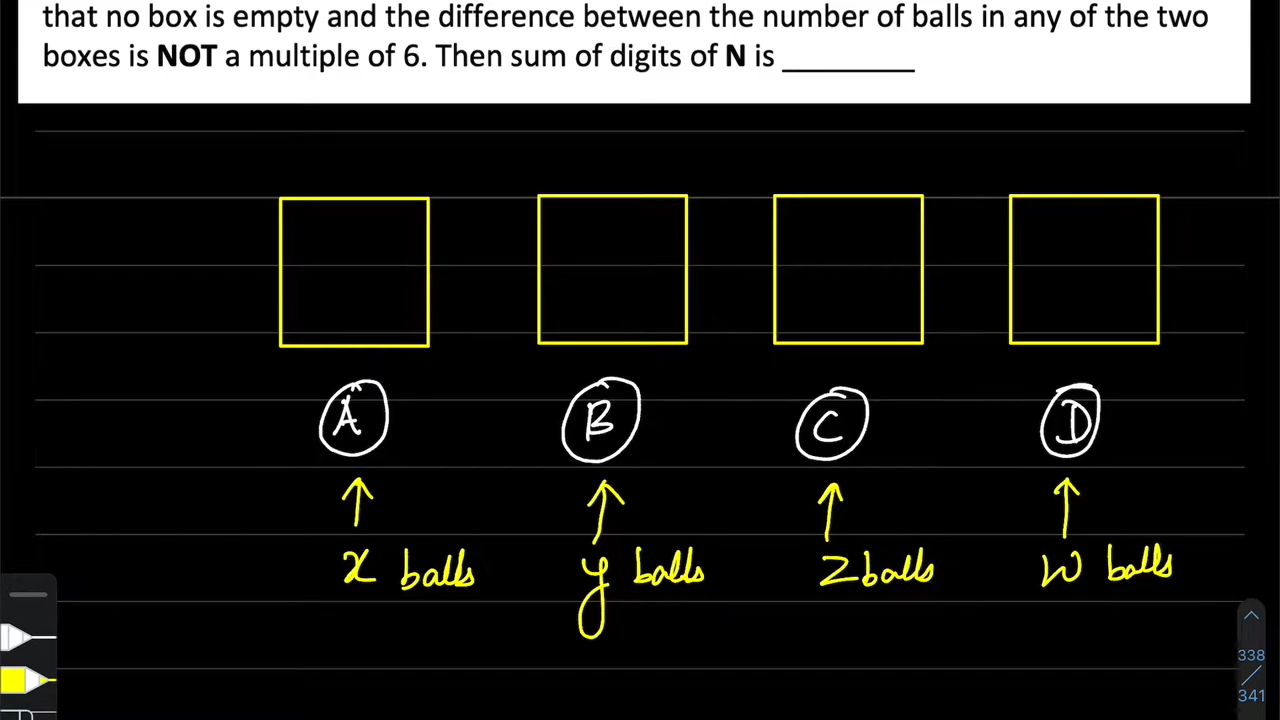 that no box is empty and the difference between the number of balls in any of the two
boxes is NOT a multiple of 6. Then sum of digits of N is _________
A B C D
x balls y balls z balls w balls
338
341